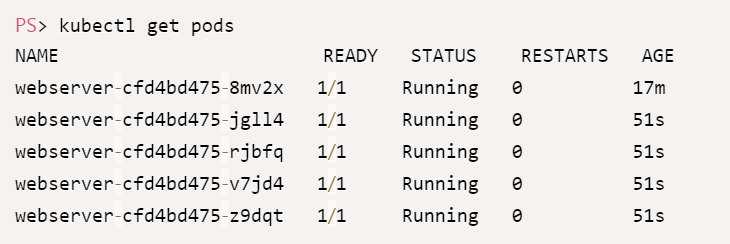 PS> kubectl get pods
NAME READY STATUS RESTARTS AGE
webserver-cfd4bd475-8mv2x 1/1 Running 0 17m
webserver-cfd4bd475-jgll4 1/1 Running 0 51s
webserver-cfd4bd475-rjbfq 1/1 Running 0 51s
webserver-cfd4bd475-v7jd4 1/1 Running 0 51s
webserver-cfd4bd475-z9dqt 1/1 Running 0 51s